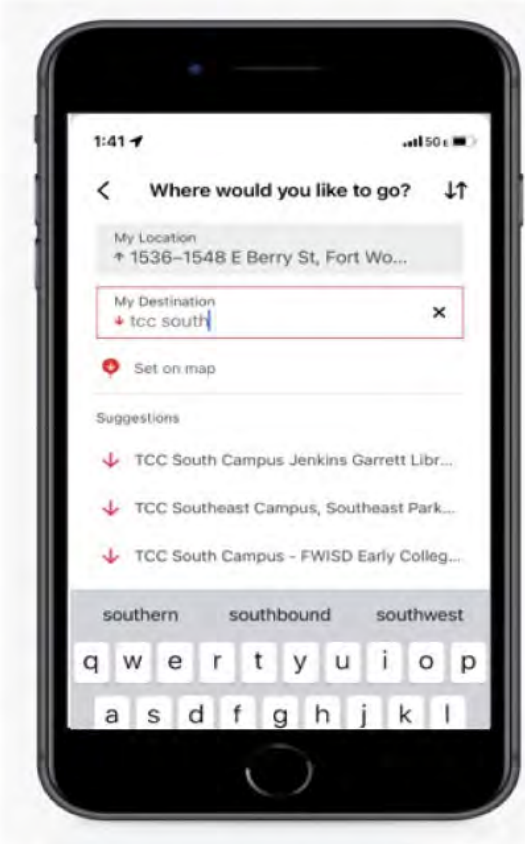 1:41
5G E
Where would you like to go?
My Location
1536–1548 E Berry St, Fort Wo...
My Destination
tcc south
Set on map
Suggestions
TCC South Campus Jenkins Garrett Libr...
TCC Southeast Campus, Southeast Park...
TCC South Campus - FWISD Early Colleg...
southern southbound southwest
q w e r t y u i o p
a s d f g h j k l